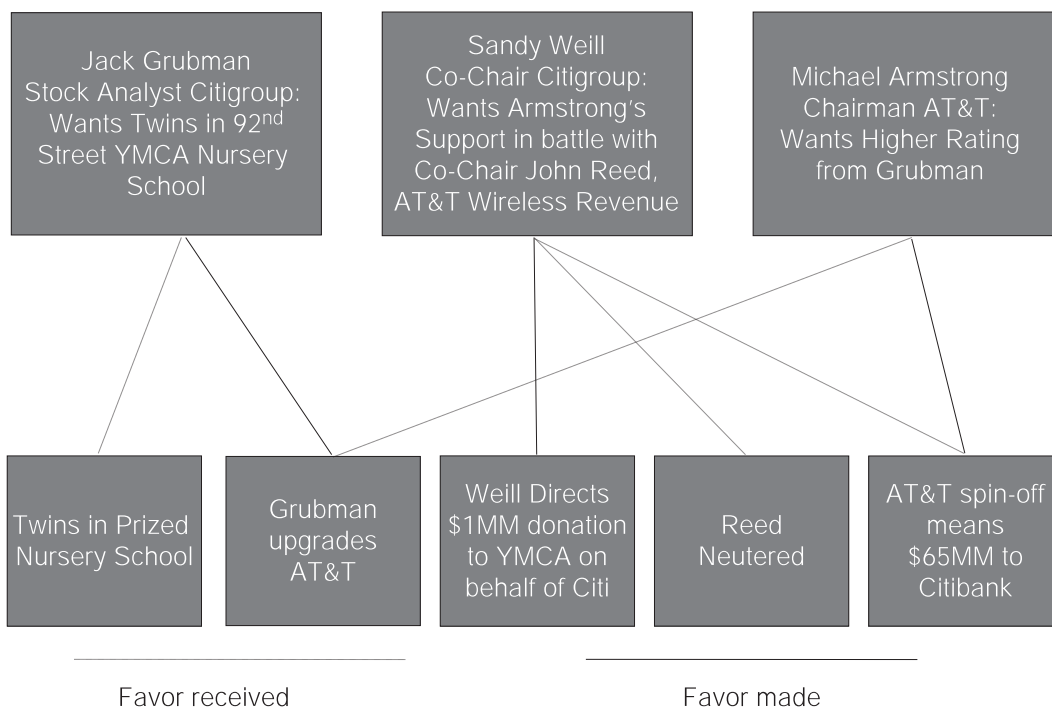 Jack Grubman
Stock Analyst Citigroup:
Wants Twins in 92nd
Street YMCA Nursery
School
Sandy Weill
Co-Chair Citigroup:
Wants Armstrong's
Support in battle with
Co-Chair John Reed,
AT&T Wireless Revenue
Michael Armstrong
Chairman AT&T:
Wants Higher Rating
from Grubman
Twins in Prized
Nursery School
Grubman
upgrades
AT&T
Weill Directs
$1MM donation
to YMCA on
behalf of Citi
Reed
Neutered
AT&T spin-off
means
$65MM to
Citibank
Favor received
Favor made